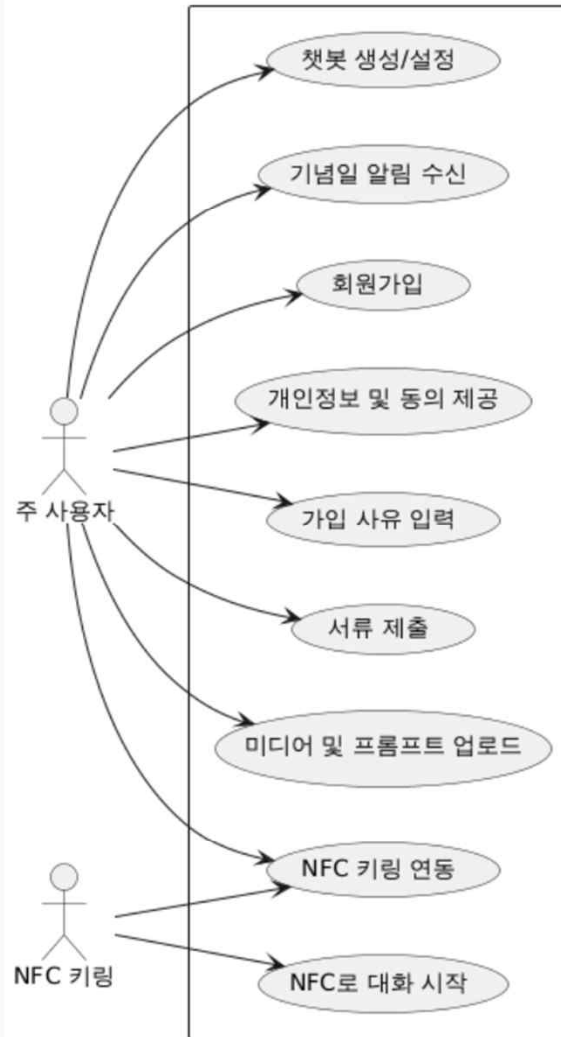 챗봇 생성/설정
기념일 알림 수신
회원가입
개인정보 및 동의 제공
가입 사유 입력
주 사용자
서류 제출
미디어 및 프롬프트 업로드
NFC 키링 연동
NFC 키링
NFC로 대화 시작